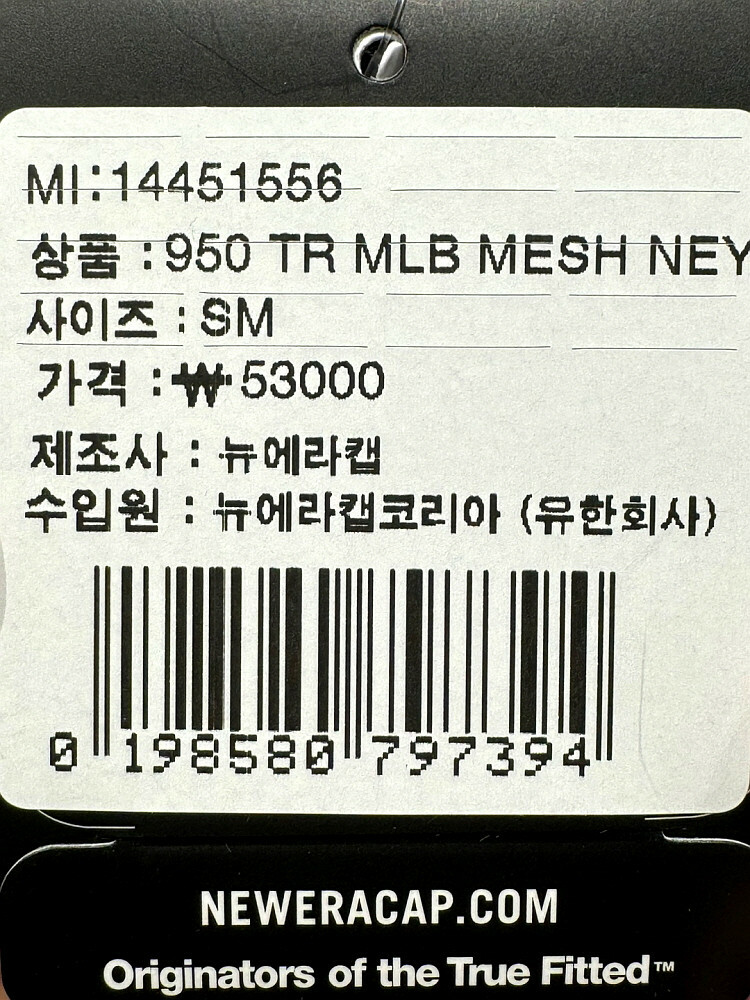 MI:14451556
상품 :950 TR MLB MESH NEY
사이즈 : SM
가격 :₩ 53000
제조사 : 뉴에라캡
수입원 : 뉴에라캡코리아 (유한회사)
0 198580 797394
NEWERACAP.COM
Originators of the True Fitted™